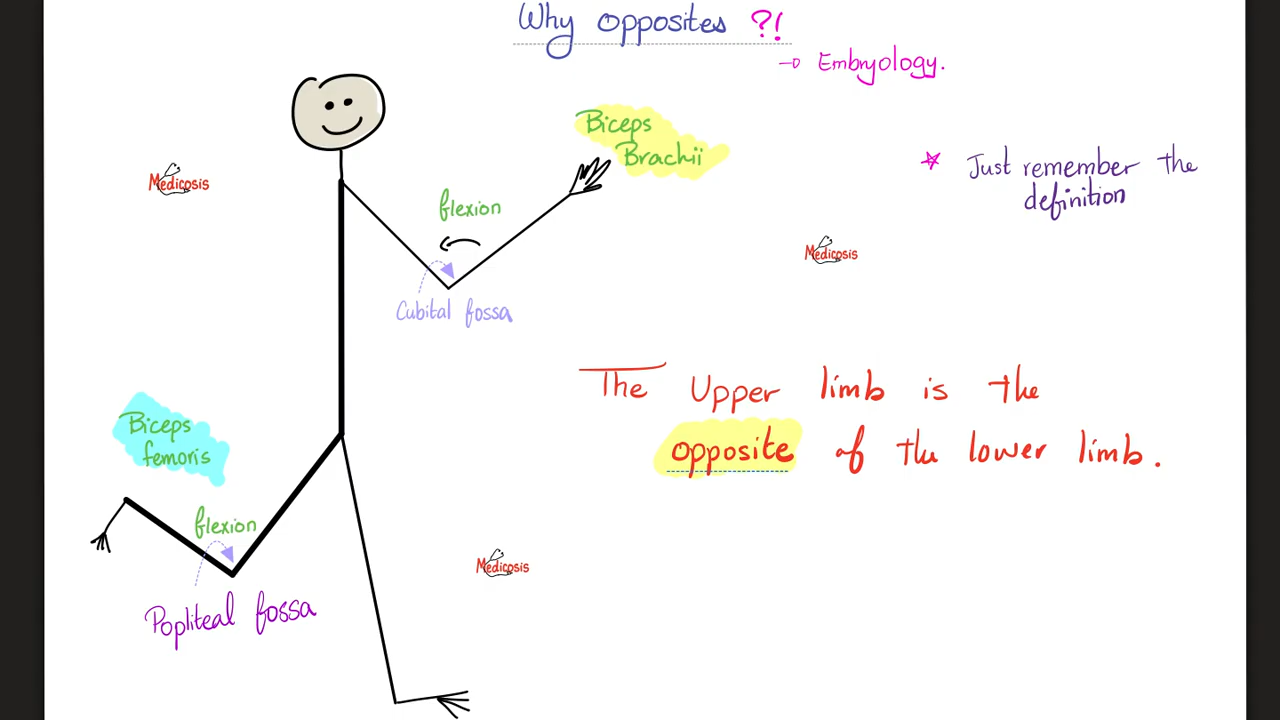 Why opposites ?!
→ Embryology.
Biceps
Brachii
* Just remember the
definition
Medicosis
flexion
Medicosis
Cubital fossa
The Upper limb is the
opposite of the lower limb.
Biceps
femoris
flexion
Medicosis
Popliteal fossa